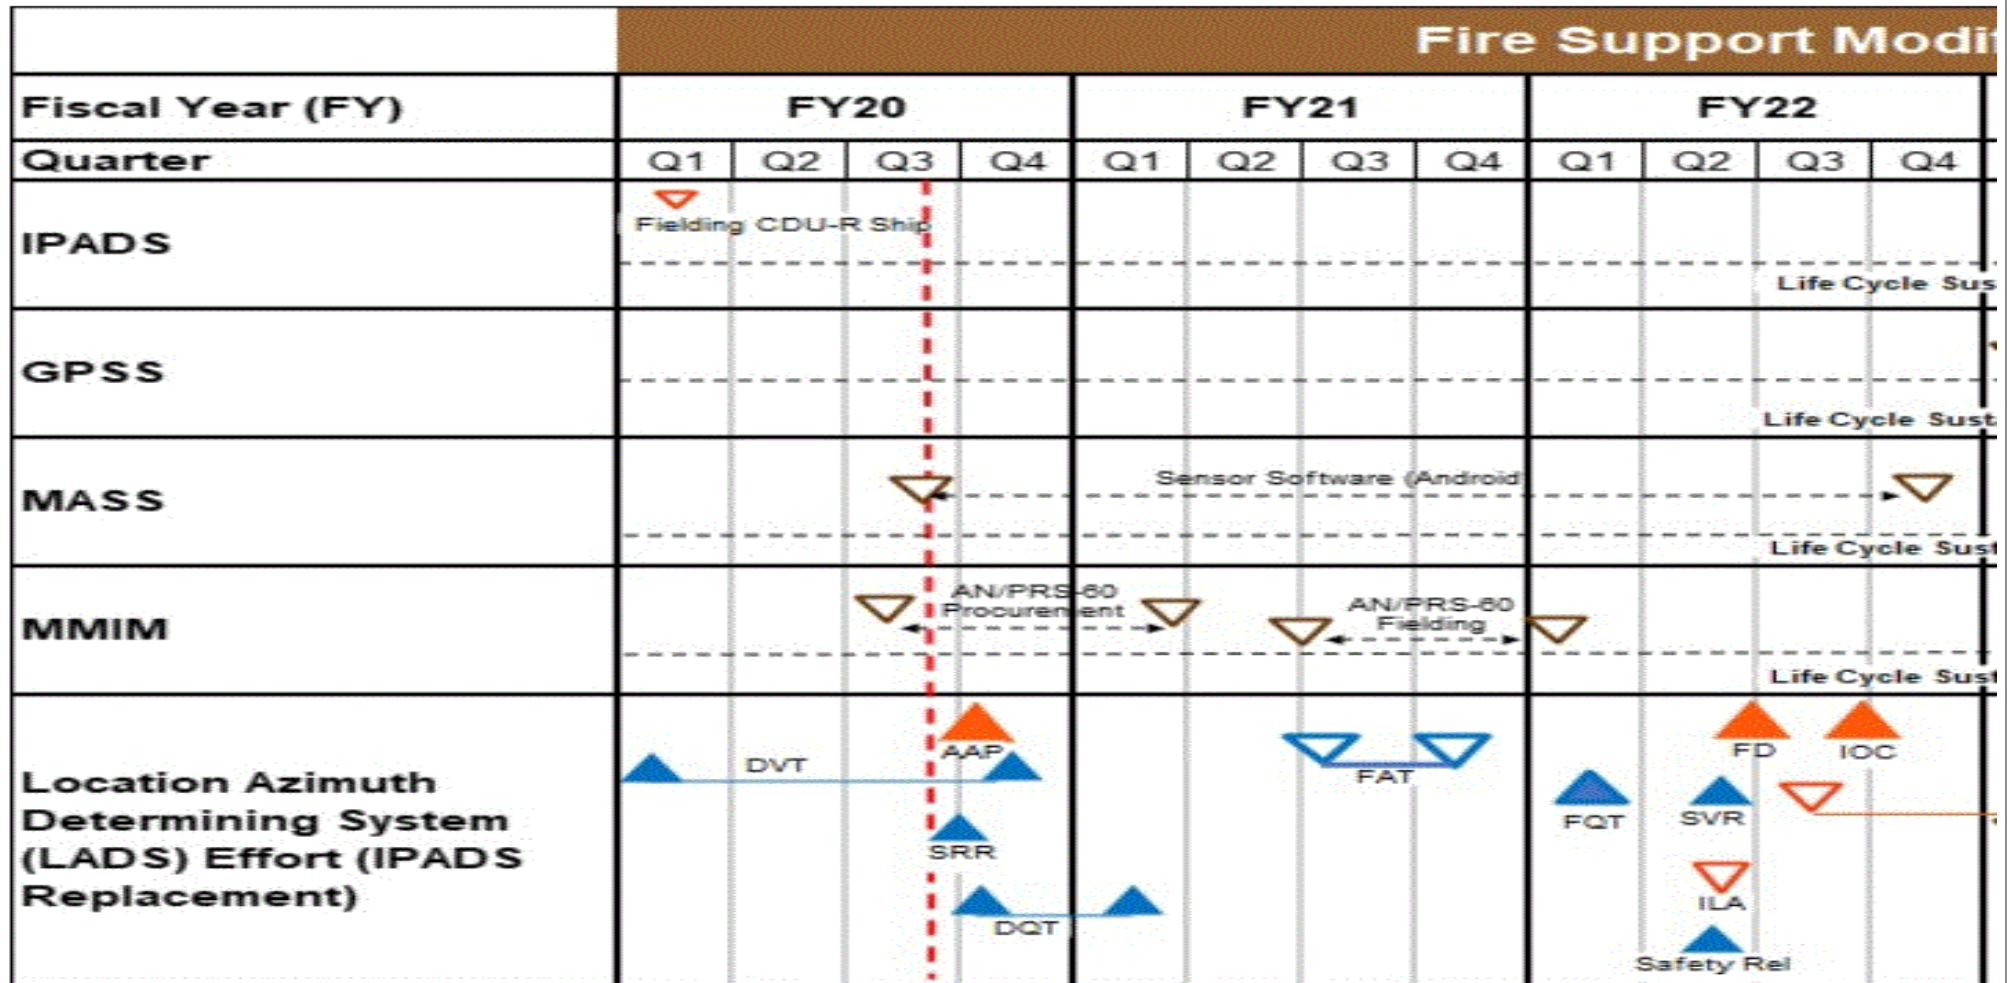 Fire Support Modif
Fiscal Year (FY) FY20 FY21 FY22
Quarter Q1 Q2 Q3 Q4 Q1 Q2 Q3 Q4 Q1 Q2 Q3 Q4
IPADS
Fielding CDU-R Ship
Life Cycle Sus
GPSS
Life Cycle Sust
MASS
Sensor Software (Android
Life Cycle Sust
MMIM
AN/PRS-60
Procurement
AN/PRS-60
Fielding
Life Cycle Sust
Location Azimuth
Determining System
(LADS) Effort (IPADS
Replacement)
AAP
FD
IOC
DVT
FAT
FQT
SVR
SRR
ILA
DQT
Safety Rel